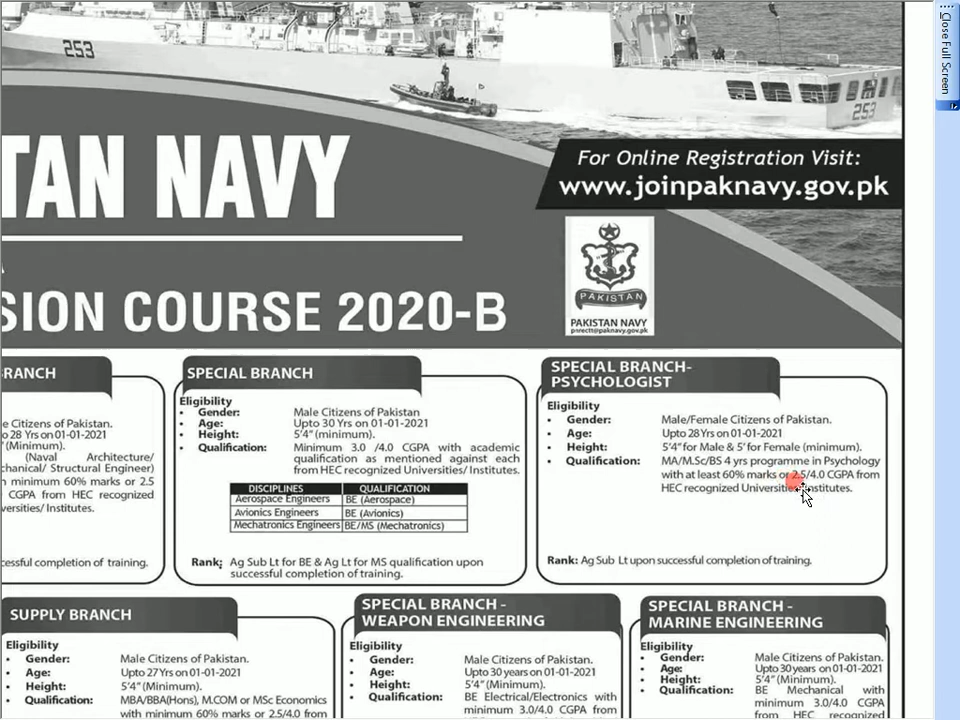 Close Full Screen
253
253
TAN NAVY
For Online Registration Visit:
www.joinpaknavy.gov.pk
SION COURSE 2020-B
PAKISTAN
PAKISTAN NAVY
pnrectt@paknavy.gov.pk
RANCH
e Citizens of Pakistan.
o 28 Yrs on 01-01-2021
" (Minimum).
(Naval Architecture/
chanical/ Structural Engineer)
n minimum 60% marks or 2.5
CGPA from HEC recognized
versities/ Institutes.
cessful completion of training.
SPECIAL BRANCH
Eligibility
• Gender: Male Citizens of Pakistan
• Age: Upto 30 Yrs on 01-01-2021
• Height: 5'4" (minimum).
• Qualification: Minimum 3.0 /4.0 CGPA with academic
qualification as mentioned against each
from HEC recognized Universities/ Institutes.
DISCIPLINES QUALIFICATION
Aerospace Engineers BE (Aerospace)
Avionics Engineers BE (Avionics)
Mechatronics Engineers BE/MS (Mechatronics)
Rank; Ag Sub Lt for BE & Ag Lt for MS qualification upon
successful completion of training.
SPECIAL BRANCH-
PSYCHOLOGIST
Eligibility
• Gender: Male/Female Citizens of Pakistan.
• Age: Upto 28 Yrs on 01-01-2021
• Height: 5'4" for Male & 5' for Female (minimum).
• Qualification: MA/M.Sc/BS 4 yrs programme in Psychology
with at least 60% marks or 2.5/4.0 CGPA from
HEC recognized Universities/Institutes.
Rank: Ag Sub Lt upon successful completion of training.
SUPPLY BRANCH
Eligibility
• Gender: Male Citizens of Pakistan.
• Age: Upto 27 Yrs on 01-01-2021
• Height: 5'4" (Minimum).
• Qualification: MBA/BBA(Hons), M.COM or MSc Economics
with minimum 60% marks or 2.5/4.0 from
SPECIAL BRANCH -
WEAPON ENGINEERING
Eligibility
• Gender: Male Citizens of Pakistan.
• Age: Upto 30 years on 01-01-2021
• Height: 5'4" (Minimum).
• Qualification: BE Electrical/Electronics with
minimum 3.0/4.0 CGPA from
SPECIAL BRANCH -
MARINE ENGINEERING
Eligibility
• Gender: Male Citizens of Pakistan.
• Age: Upto 30 years on 01-01-2021
• Height: 5'4" (Minimum).
• Qualification: BE Mechanical with
minimum 3.0/4.0 CGPA
from HEC recognized